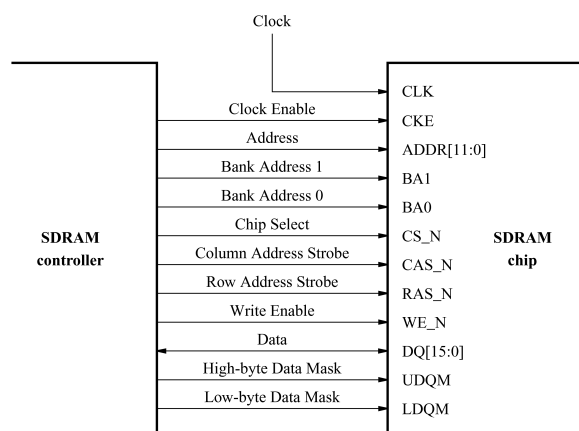 Clock
CLK
Clock Enable
CKE
Address
ADDR[11:0]
Bank Address 1
BA1
Bank Address 0
BA0
Chip Select
CS_N
SDRAM
controller
SDRAM
chip
Column Address Strobe
CAS_N
Row Address Strobe
RAS_N
Write Enable
WE_N
Data
DQ[15:0]
High-byte Data Mask
UDQM
Low-byte Data Mask
LDQM